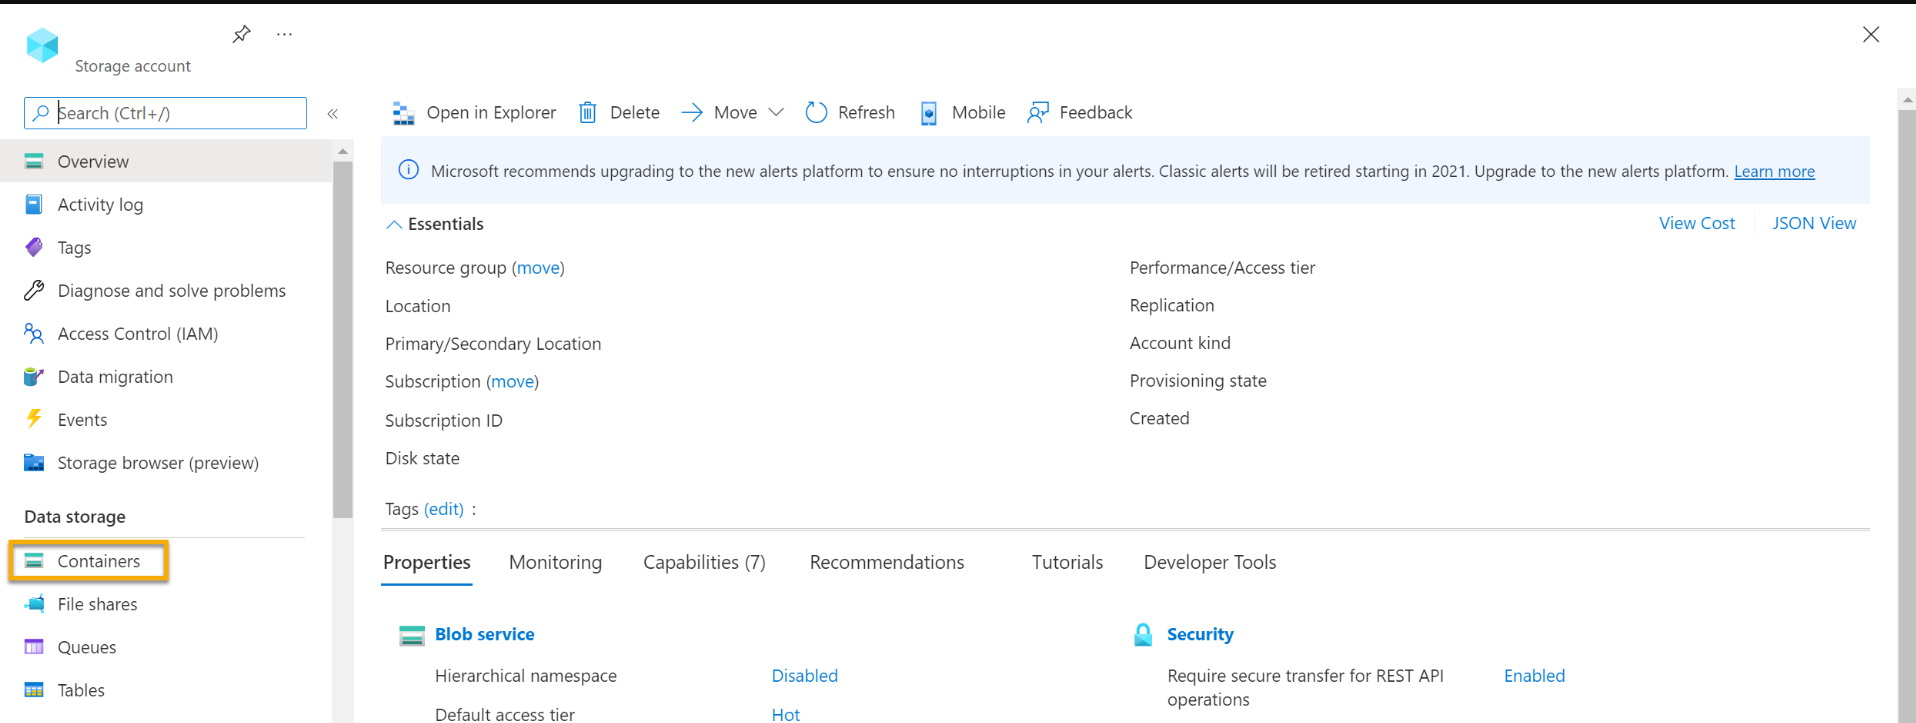 Storage account
Search (Ctrl+/)
«
Overview
Activity log
Tags
Diagnose and solve problems
Access Control (IAM)
Data migration
Events
Storage browser (preview)
Data storage
Containers
File shares
Queues
Tables
Open in Explorer Delete Move Refresh Mobile Feedback
Microsoft recommends upgrading to the new alerts platform to ensure no interruptions in your alerts. Classic alerts will be retired starting in 2021. Upgrade to the new alerts platform. Learn more
Essentials
View Cost JSON View
Resource group (move)
Location
Primary/Secondary Location
Subscription (move)
Subscription ID
Disk state
Performance/Access tier
Replication
Account kind
Provisioning state
Created
Tags (edit) :
Properties Monitoring Capabilities (7) Recommendations Tutorials Developer Tools
Blob service
Hierarchical namespace Disabled
Default access tier Hot
Security
Require secure transfer for REST API Enabled
operations